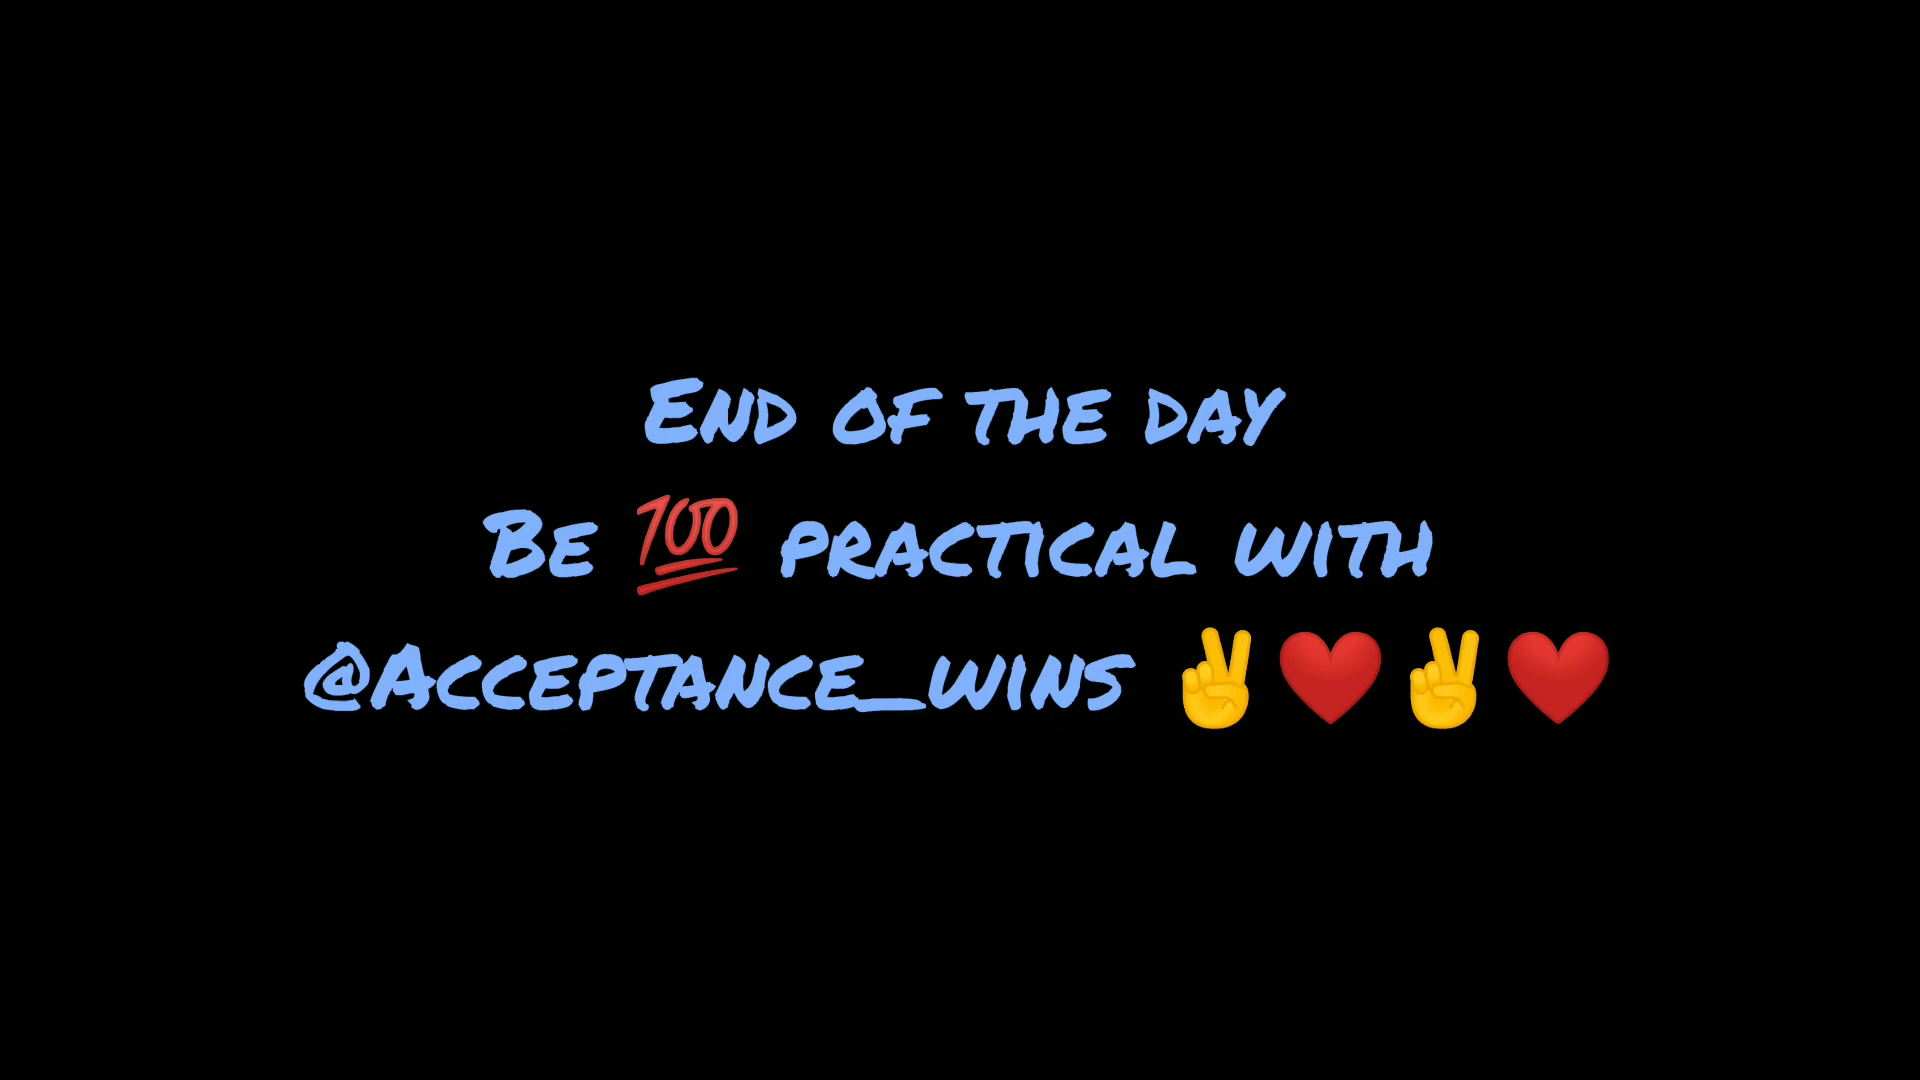 End of the day
Be 💯 practical with
@Acceptance_wins ✌❤✌❤